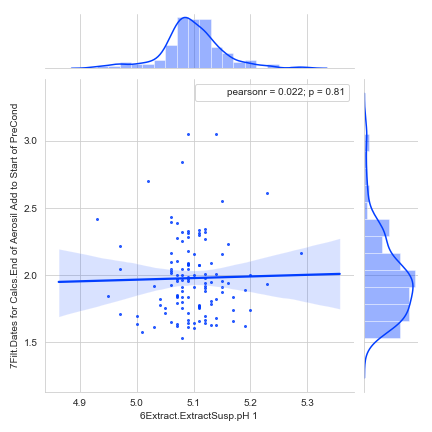 pearsonr = 0.022; p = 0.81
7Filt.Dates for Calcs.End of Aerosil Add to Start of PreCond
3.0
2.5
2.0
1.5
4.9 5.0 5.1 5.2 5.3
6Extract.ExtractSusp.pH 1